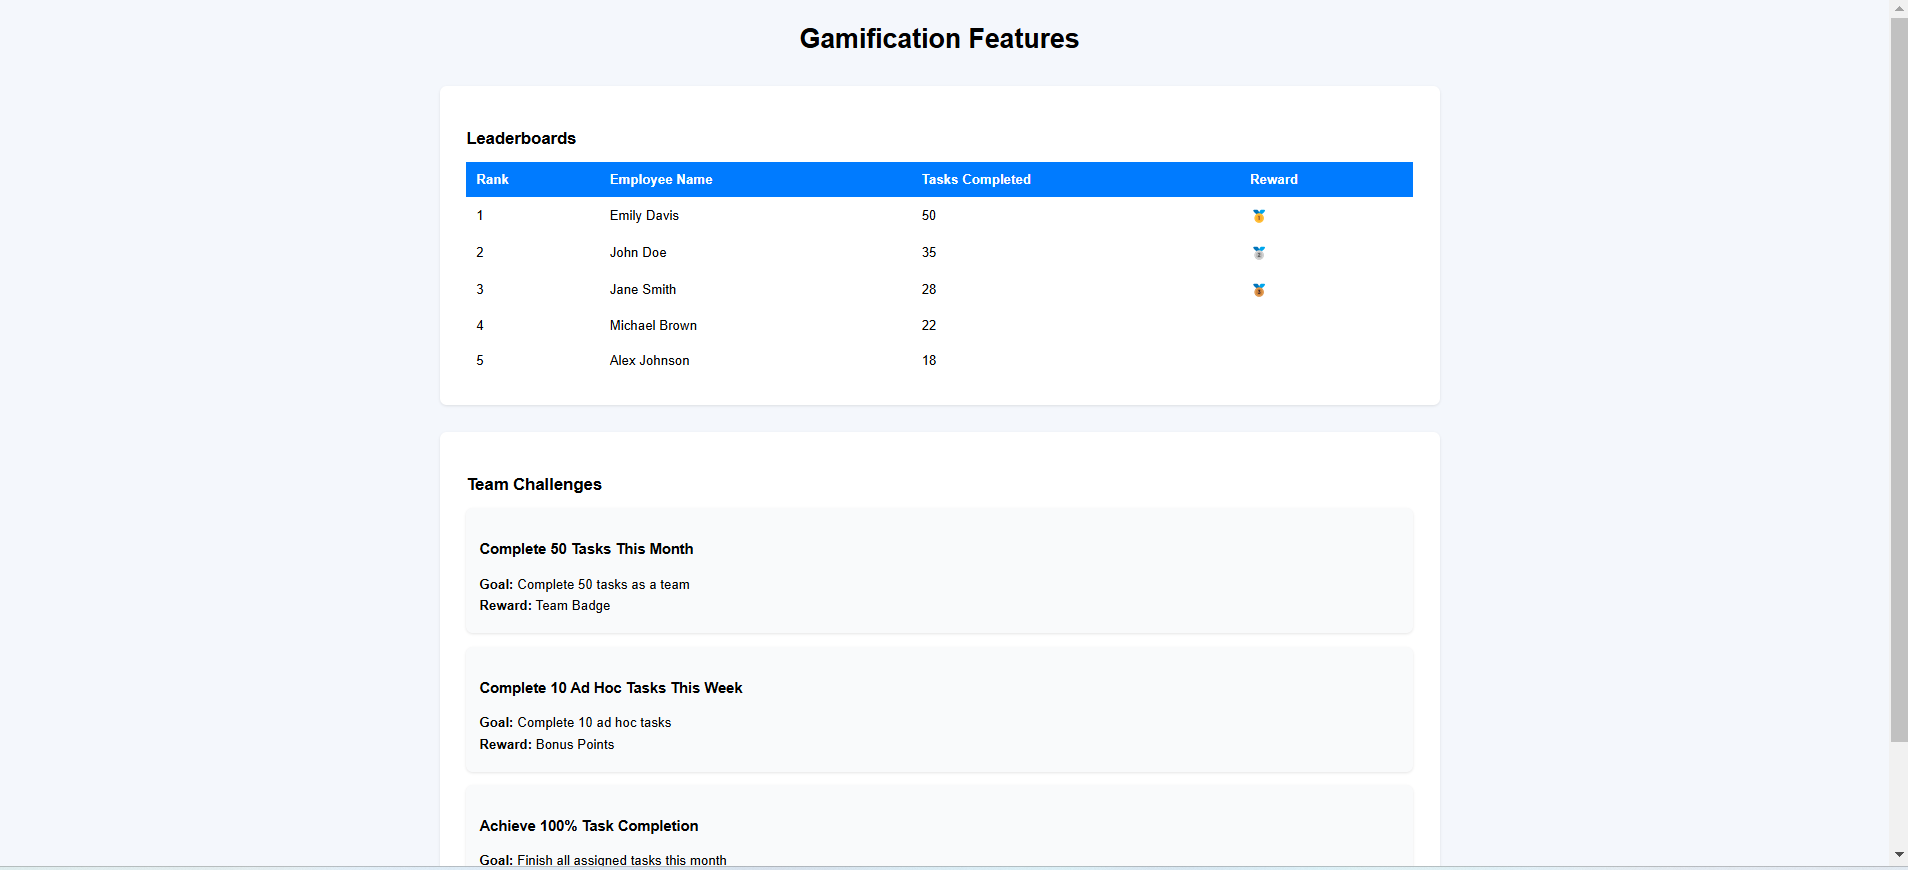 Gamification Features
Leaderboards
Rank Employee Name Tasks Completed Reward
1 Emily Davis 50 🥇
2 John Doe 35 🥈
3 Jane Smith 28 🥉
4 Michael Brown 22
5 Alex Johnson 18
Team Challenges
Complete 50 Tasks This Month
Goal: Complete 50 tasks as a team
Reward: Team Badge
Complete 10 Ad Hoc Tasks This Week
Goal: Complete 10 ad hoc tasks
Reward: Bonus Points
Achieve 100% Task Completion
Goal: Finish all assigned tasks this month